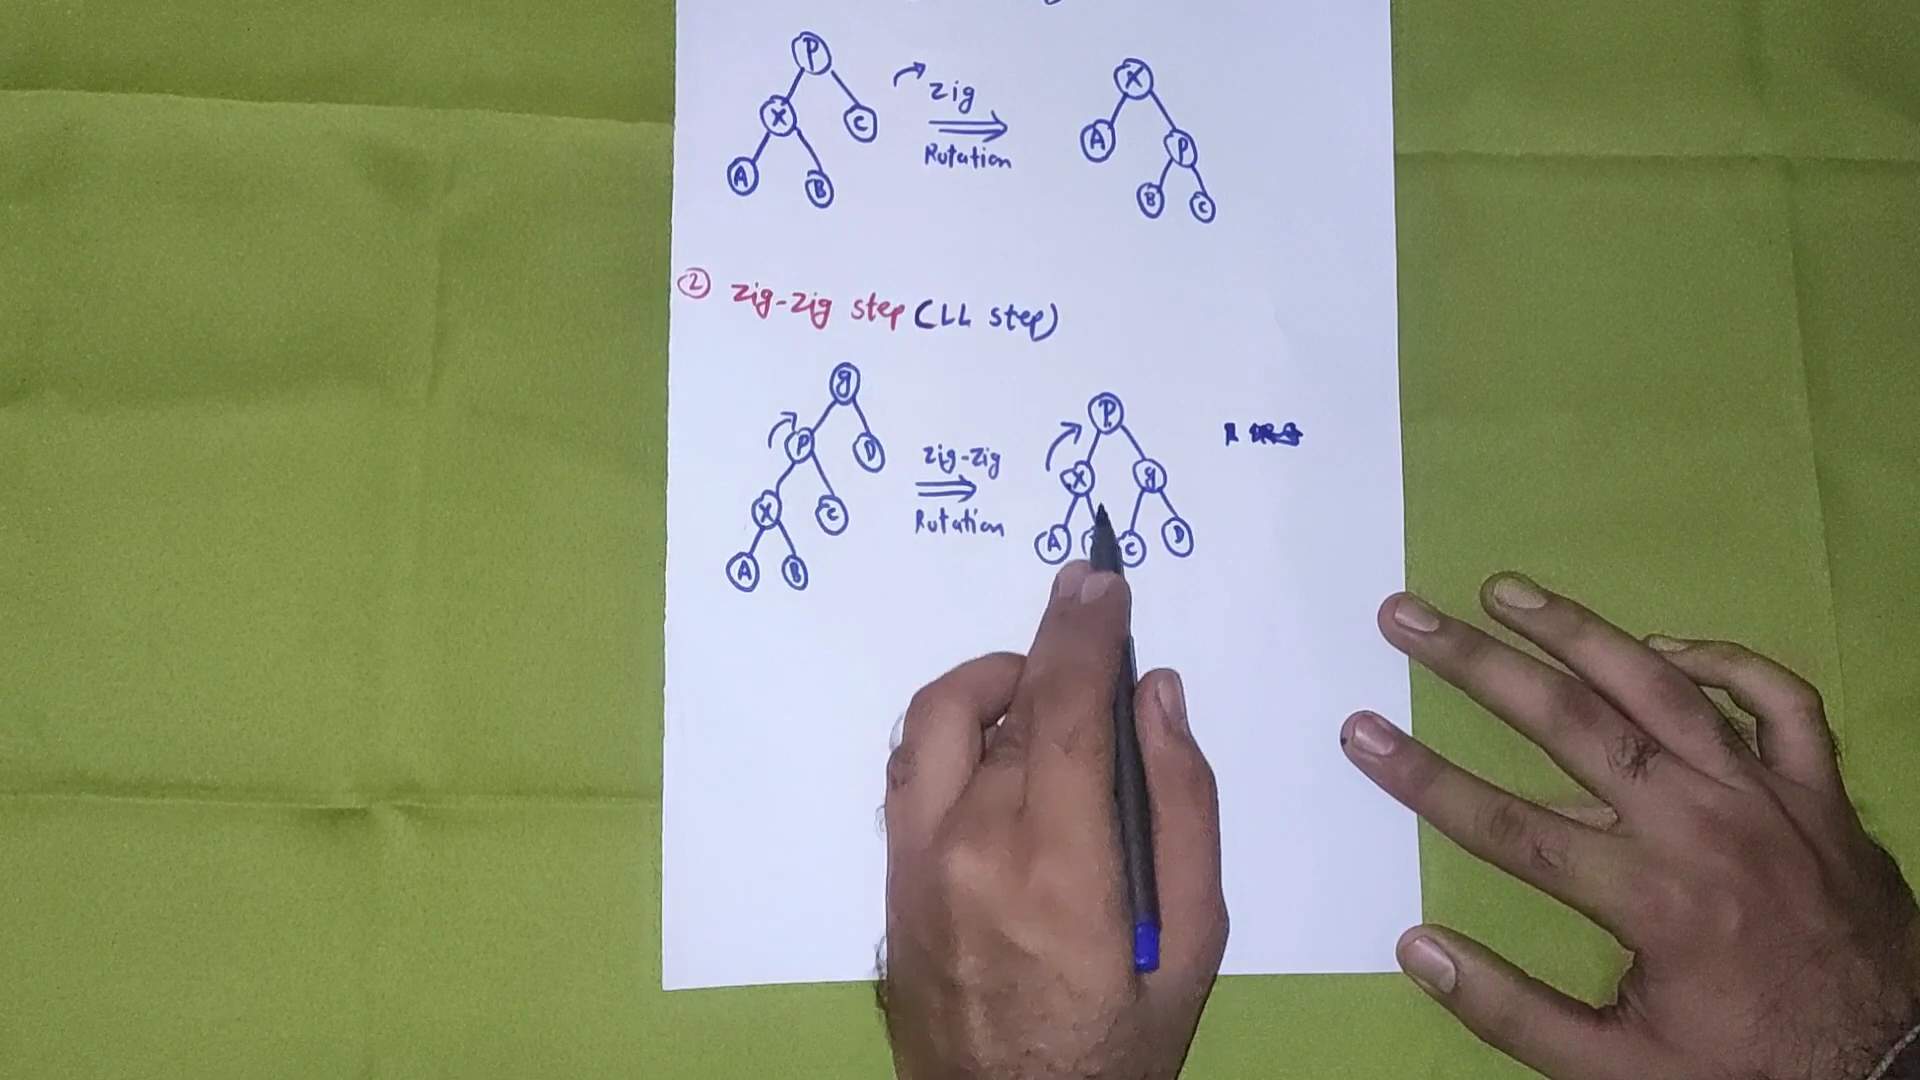 P
X C
A B
zig
Rotation
X
A P
B C
② zig-zig step (LL step)
g
P D
X C
A B
zig-zig
Rotation
P
X g
A C D